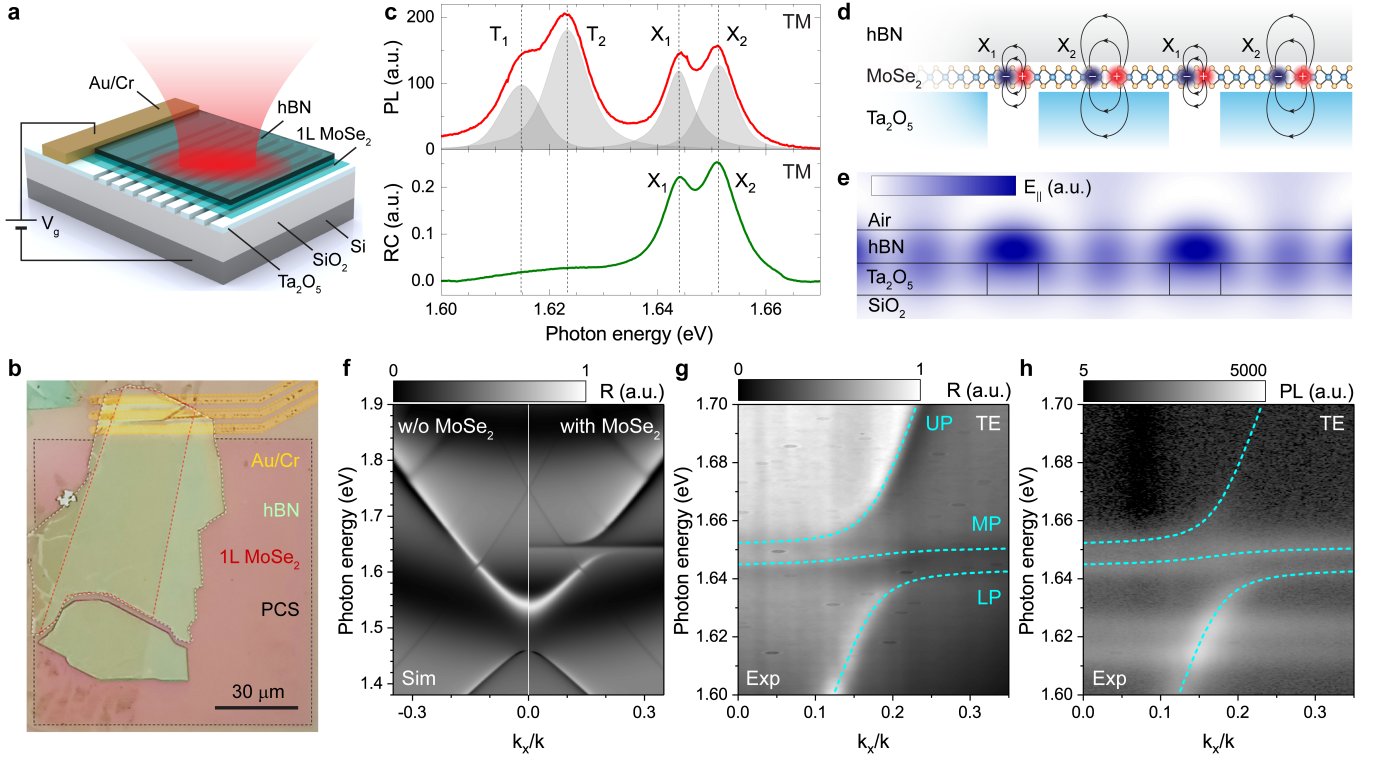 a
Au/Cr
hBN
1L MoSe2
Vg
Si
SiO2
Ta2O5
b
Au/Cr
hBN
1L MoSe2
PCS
30 μm
c
200
100
0
PL (a.u.)
T1
T2
X1
X2
TM
0.2
0.1
0.0
RC (a.u.)
X1
X2
TM
1.60
1.62
1.64
1.66
Photon energy (eV)
d
hBN
MoSe2
Ta2O5
X1
X2
X1
X2
− + − + − + − +
e
E|| (a.u.)
Air
hBN
Ta2O5
SiO2
f
0
1
R (a.u.)
w/o MoSe2
with MoSe2
1.9
1.8
1.7
1.6
1.5
1.4
Photon energy (eV)
Sim
-0.3
0.0
0.3
kx/k
g
0
1
R (a.u.)
1.70
1.68
1.66
1.64
1.62
1.60
Photon energy (eV)
UP
TE
MP
LP
Exp
0.0
0.1
0.2
0.3
kx/k
h
5
5000
PL (a.u.)
1.70
1.68
1.66
1.64
1.62
1.60
Photon energy (eV)
TE
Exp
0.0
0.1
0.2
0.3
kx/k